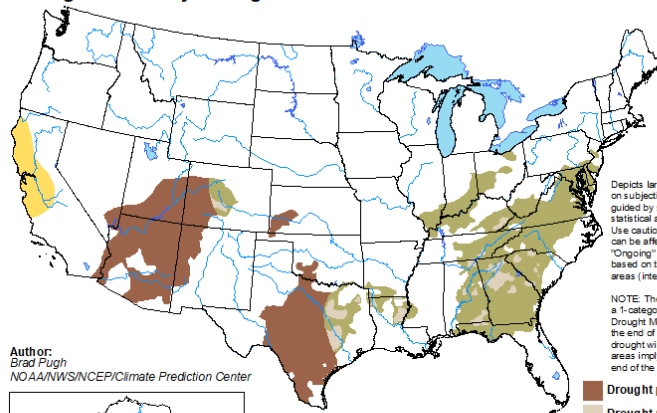 Depicts lar
on subjecti
guided by
statistical a
Use cautio
can be affe
"Ongoing"
based on t
areas (inte
NOTE: The
a 1-categor
Drought M
the end of
drought wi
areas impl
end of the
Author:
Brad Pugh
NOAA/NWS/NCEP/Climate Prediction Center
Drought p
Drought